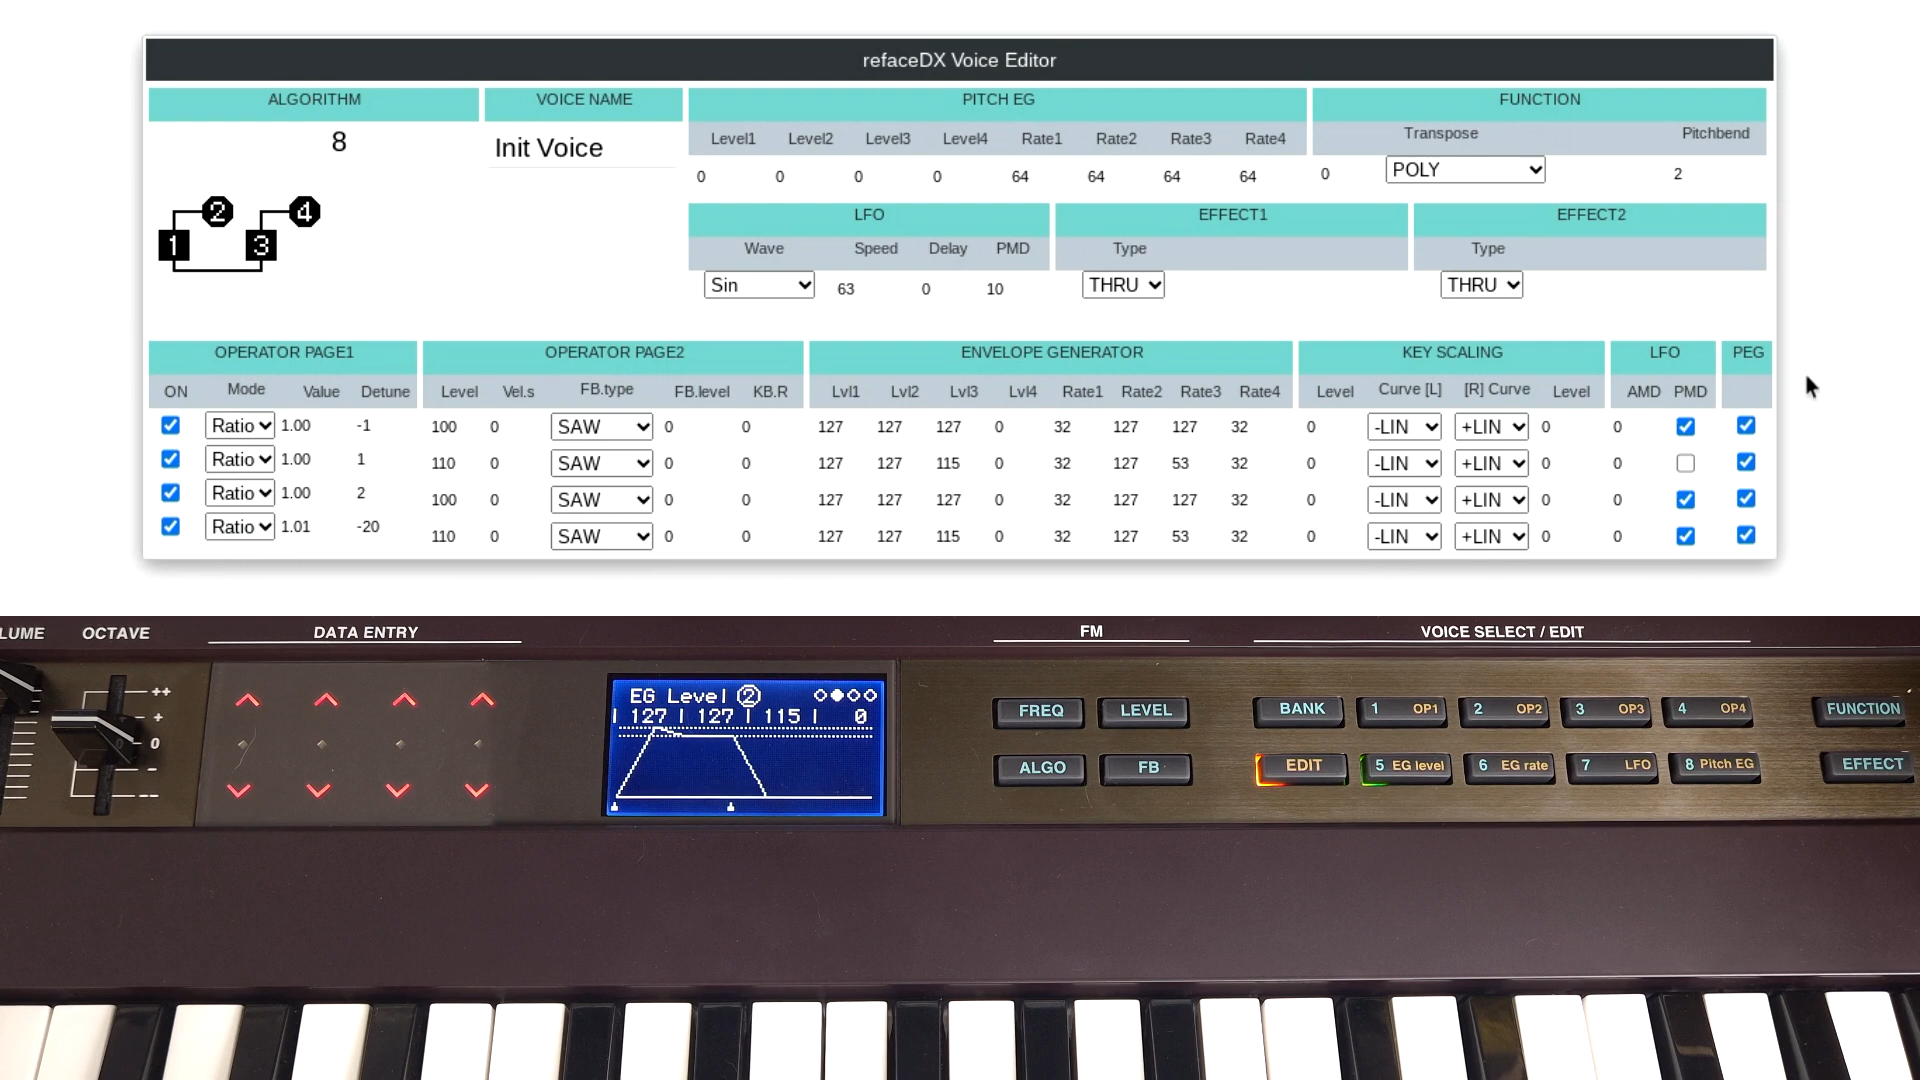 refaceDX Voice Editor
ALGORITHM VOICE NAME PITCH EG FUNCTION
8 Init Voice
Level1 Level2 Level3 Level4 Rate1 Rate2 Rate3 Rate4 Transpose Pitchbend
0 0 0 0 64 64 64 64 0 POLY 2
2 4
1 3
LFO EFFECT1 EFFECT2
Wave Speed Delay PMD Type Type
Sin 63 0 10 THRU THRU
OPERATOR PAGE1 OPERATOR PAGE2 ENVELOPE GENERATOR KEY SCALING LFO PEG
ON Mode Value Detune Level Vel.s FB.type FB.level KB.R Lvl1 Lvl2 Lvl3 Lvl4 Rate1 Rate2 Rate3 Rate4 Level Curve [L] [R] Curve Level AMD PMD
Ratio 1.00 -1 100 0 SAW 0 0 127 127 127 0 32 127 127 32 0 -LIN +LIN 0 0
Ratio 1.00 1 110 0 SAW 0 0 127 127 115 0 32 127 53 32 0 -LIN +LIN 0 0
Ratio 1.00 2 100 0 SAW 0 0 127 127 127 0 32 127 127 32 0 -LIN +LIN 0 0
Ratio 1.01 -20 110 0 SAW 0 0 127 127 115 0 32 127 53 32 0 -LIN +LIN 0 0
LUME OCTAVE DATA ENTRY FM VOICE SELECT / EDIT
++
+
0
-
--
EG Level 2
127 127 115 0
FREQ LEVEL BANK 1 OP1 2 OP2 3 OP3 4 OP4 FUNCTION
ALGO FB EDIT 5 EG level 6 EG rate 7 LFO 8 Pitch EG EFFECT